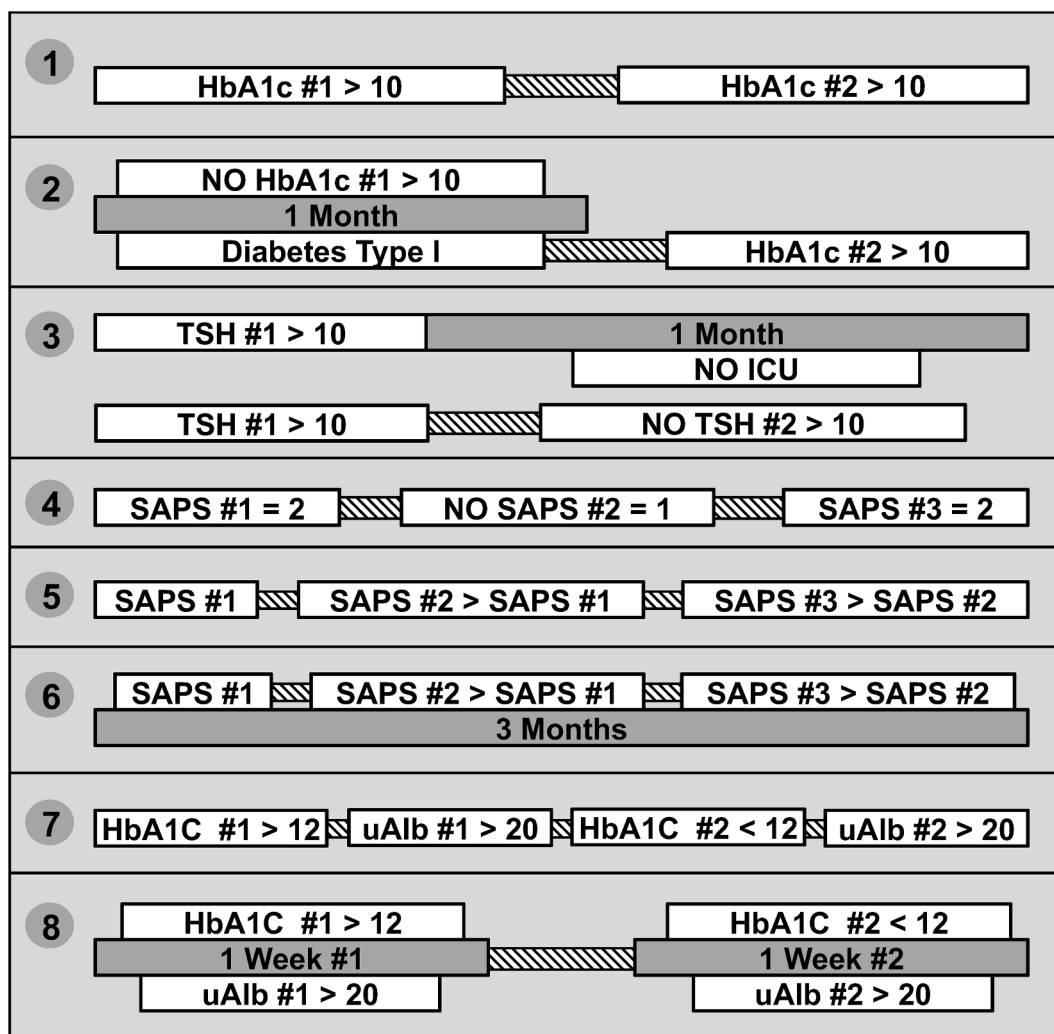 1
HbA1c #1 > 10 HbA1c #2 > 10
2
NO HbA1c #1 > 10
1 Month
Diabetes Type I HbA1c #2 > 10
3
TSH #1 > 10 1 Month
NO ICU
TSH #1 > 10 NO TSH #2 > 10
4
SAPS #1 = 2 NO SAPS #2 = 1 SAPS #3 = 2
5
SAPS #1 SAPS #2 > SAPS #1 SAPS #3 > SAPS #2
6
SAPS #1 SAPS #2 > SAPS #1 SAPS #3 > SAPS #2
3 Months
7
HbA1C #1 > 12 uAlb #1 > 20 HbA1C #2 < 12 uAlb #2 > 20
8
HbA1C #1 > 12 HbA1C #2 < 12
1 Week #1 1 Week #2
uAlb #1 > 20 uAlb #2 > 20